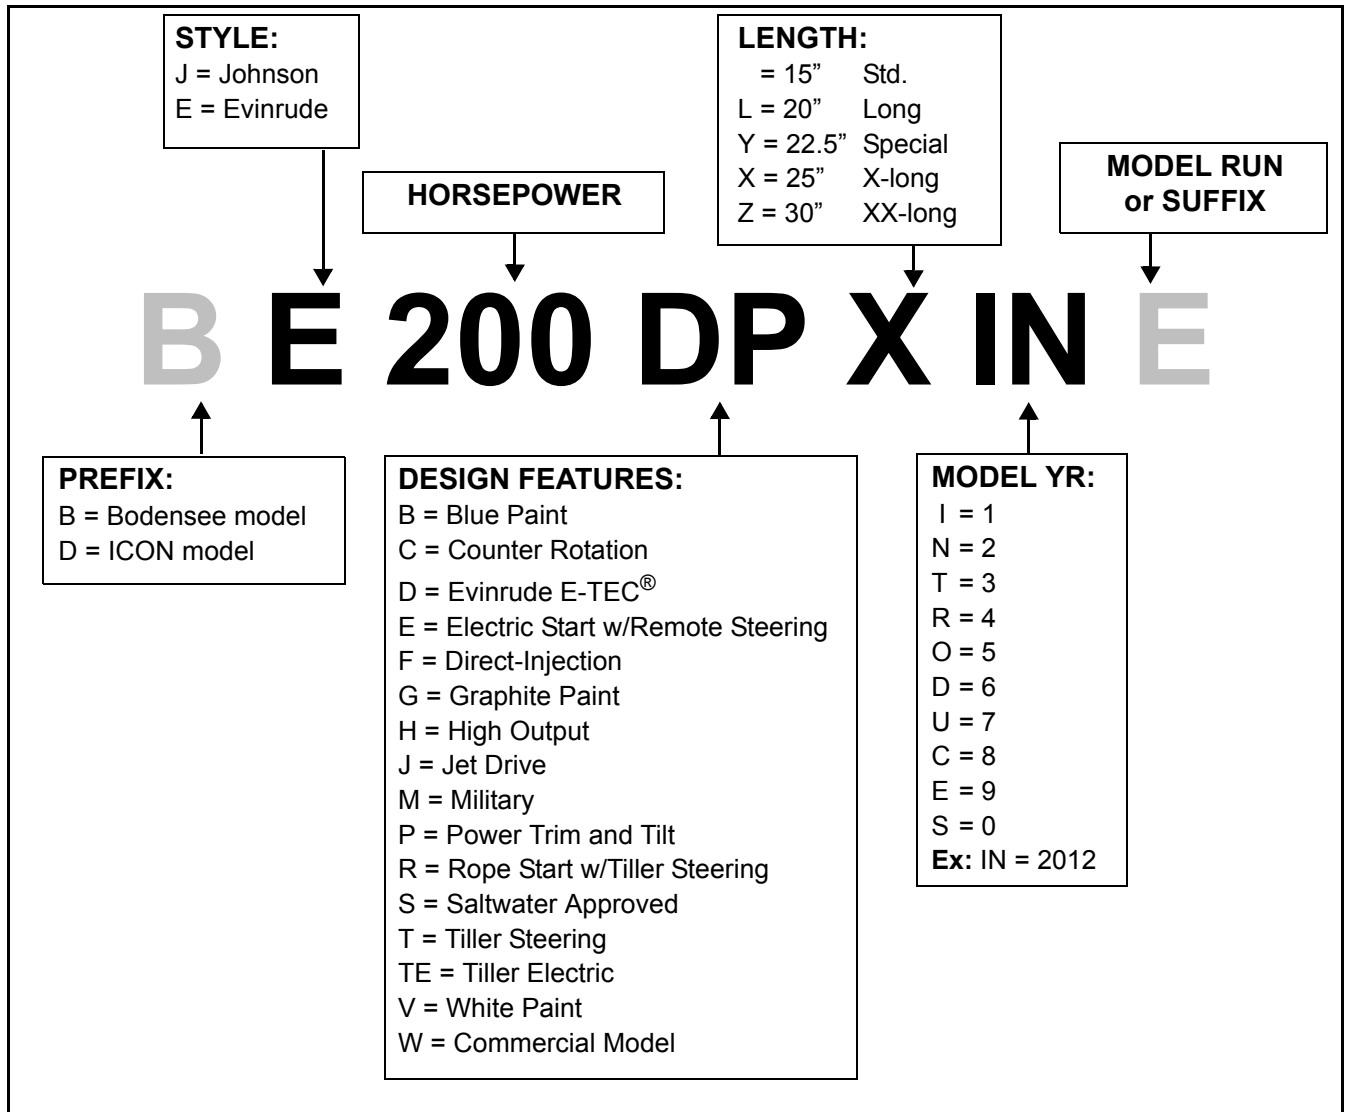 STYLE:
J = Johnson
E = Evinrude
HORSEPOWER
LENGTH:
= 15” Std.
L = 20” Long
Y = 22.5” Special
X = 25” X-long
Z = 30” XX-long
MODEL RUN
or SUFFIX
B E 200 DP X IN E
PREFIX:
B = Bodensee model
D = ICON model
DESIGN FEATURES:
B = Blue Paint
C = Counter Rotation
D = Evinrude E-TEC®
E = Electric Start w/Remote Steering
F = Direct-Injection
G = Graphite Paint
H = High Output
J = Jet Drive
M = Military
P = Power Trim and Tilt
R = Rope Start w/Tiller Steering
S = Saltwater Approved
T = Tiller Steering
TE = Tiller Electric
V = White Paint
W = Commercial Model
MODEL YR:
I = 1
N = 2
T = 3
R = 4
O = 5
D = 6
U = 7
C = 8
E = 9
S = 0
Ex: IN = 2012